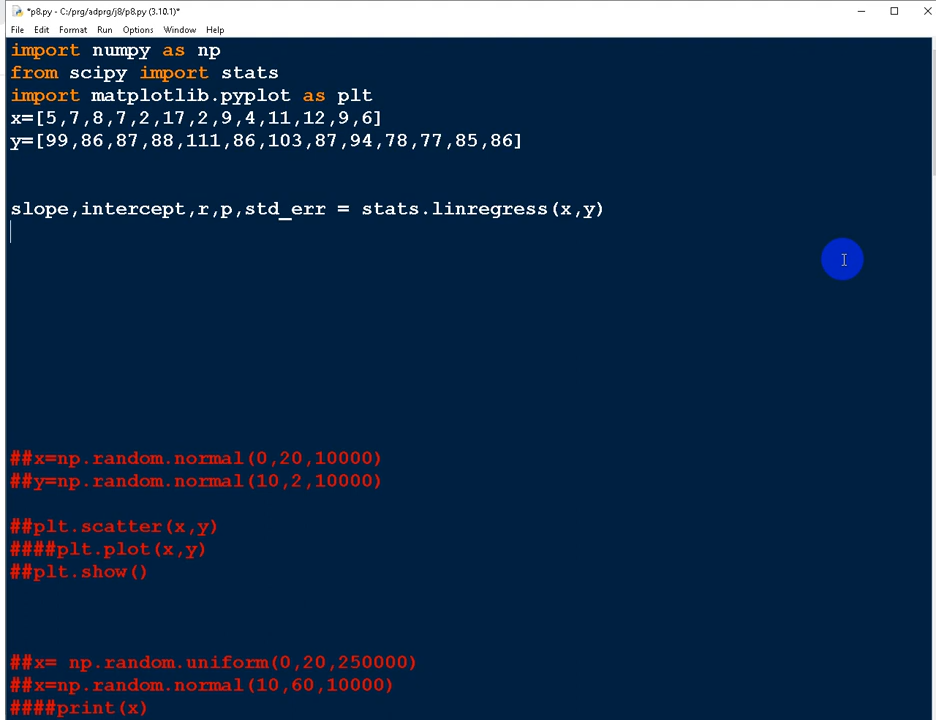 *p8.py - C:/prg/adprg/j8/p8.py (3.10.1)*
File Edit Format Run Options Window Help
import numpy as np
from scipy import stats
import matplotlib.pyplot as plt
x=[5,7,8,7,2,17,2,9,4,11,12,9,6]
y=[99,86,87,88,111,86,103,87,94,78,77,85,86]
slope,intercept,r,p,std_err = stats.linregress(x,y)
##x=np.random.normal(0,20,10000)
##y=np.random.normal(10,2,10000)
##plt.scatter(x,y)
####plt.plot(x,y)
##plt.show()
##x= np.random.uniform(0,20,250000)
##x=np.random.normal(10,60,10000)
####print(x)